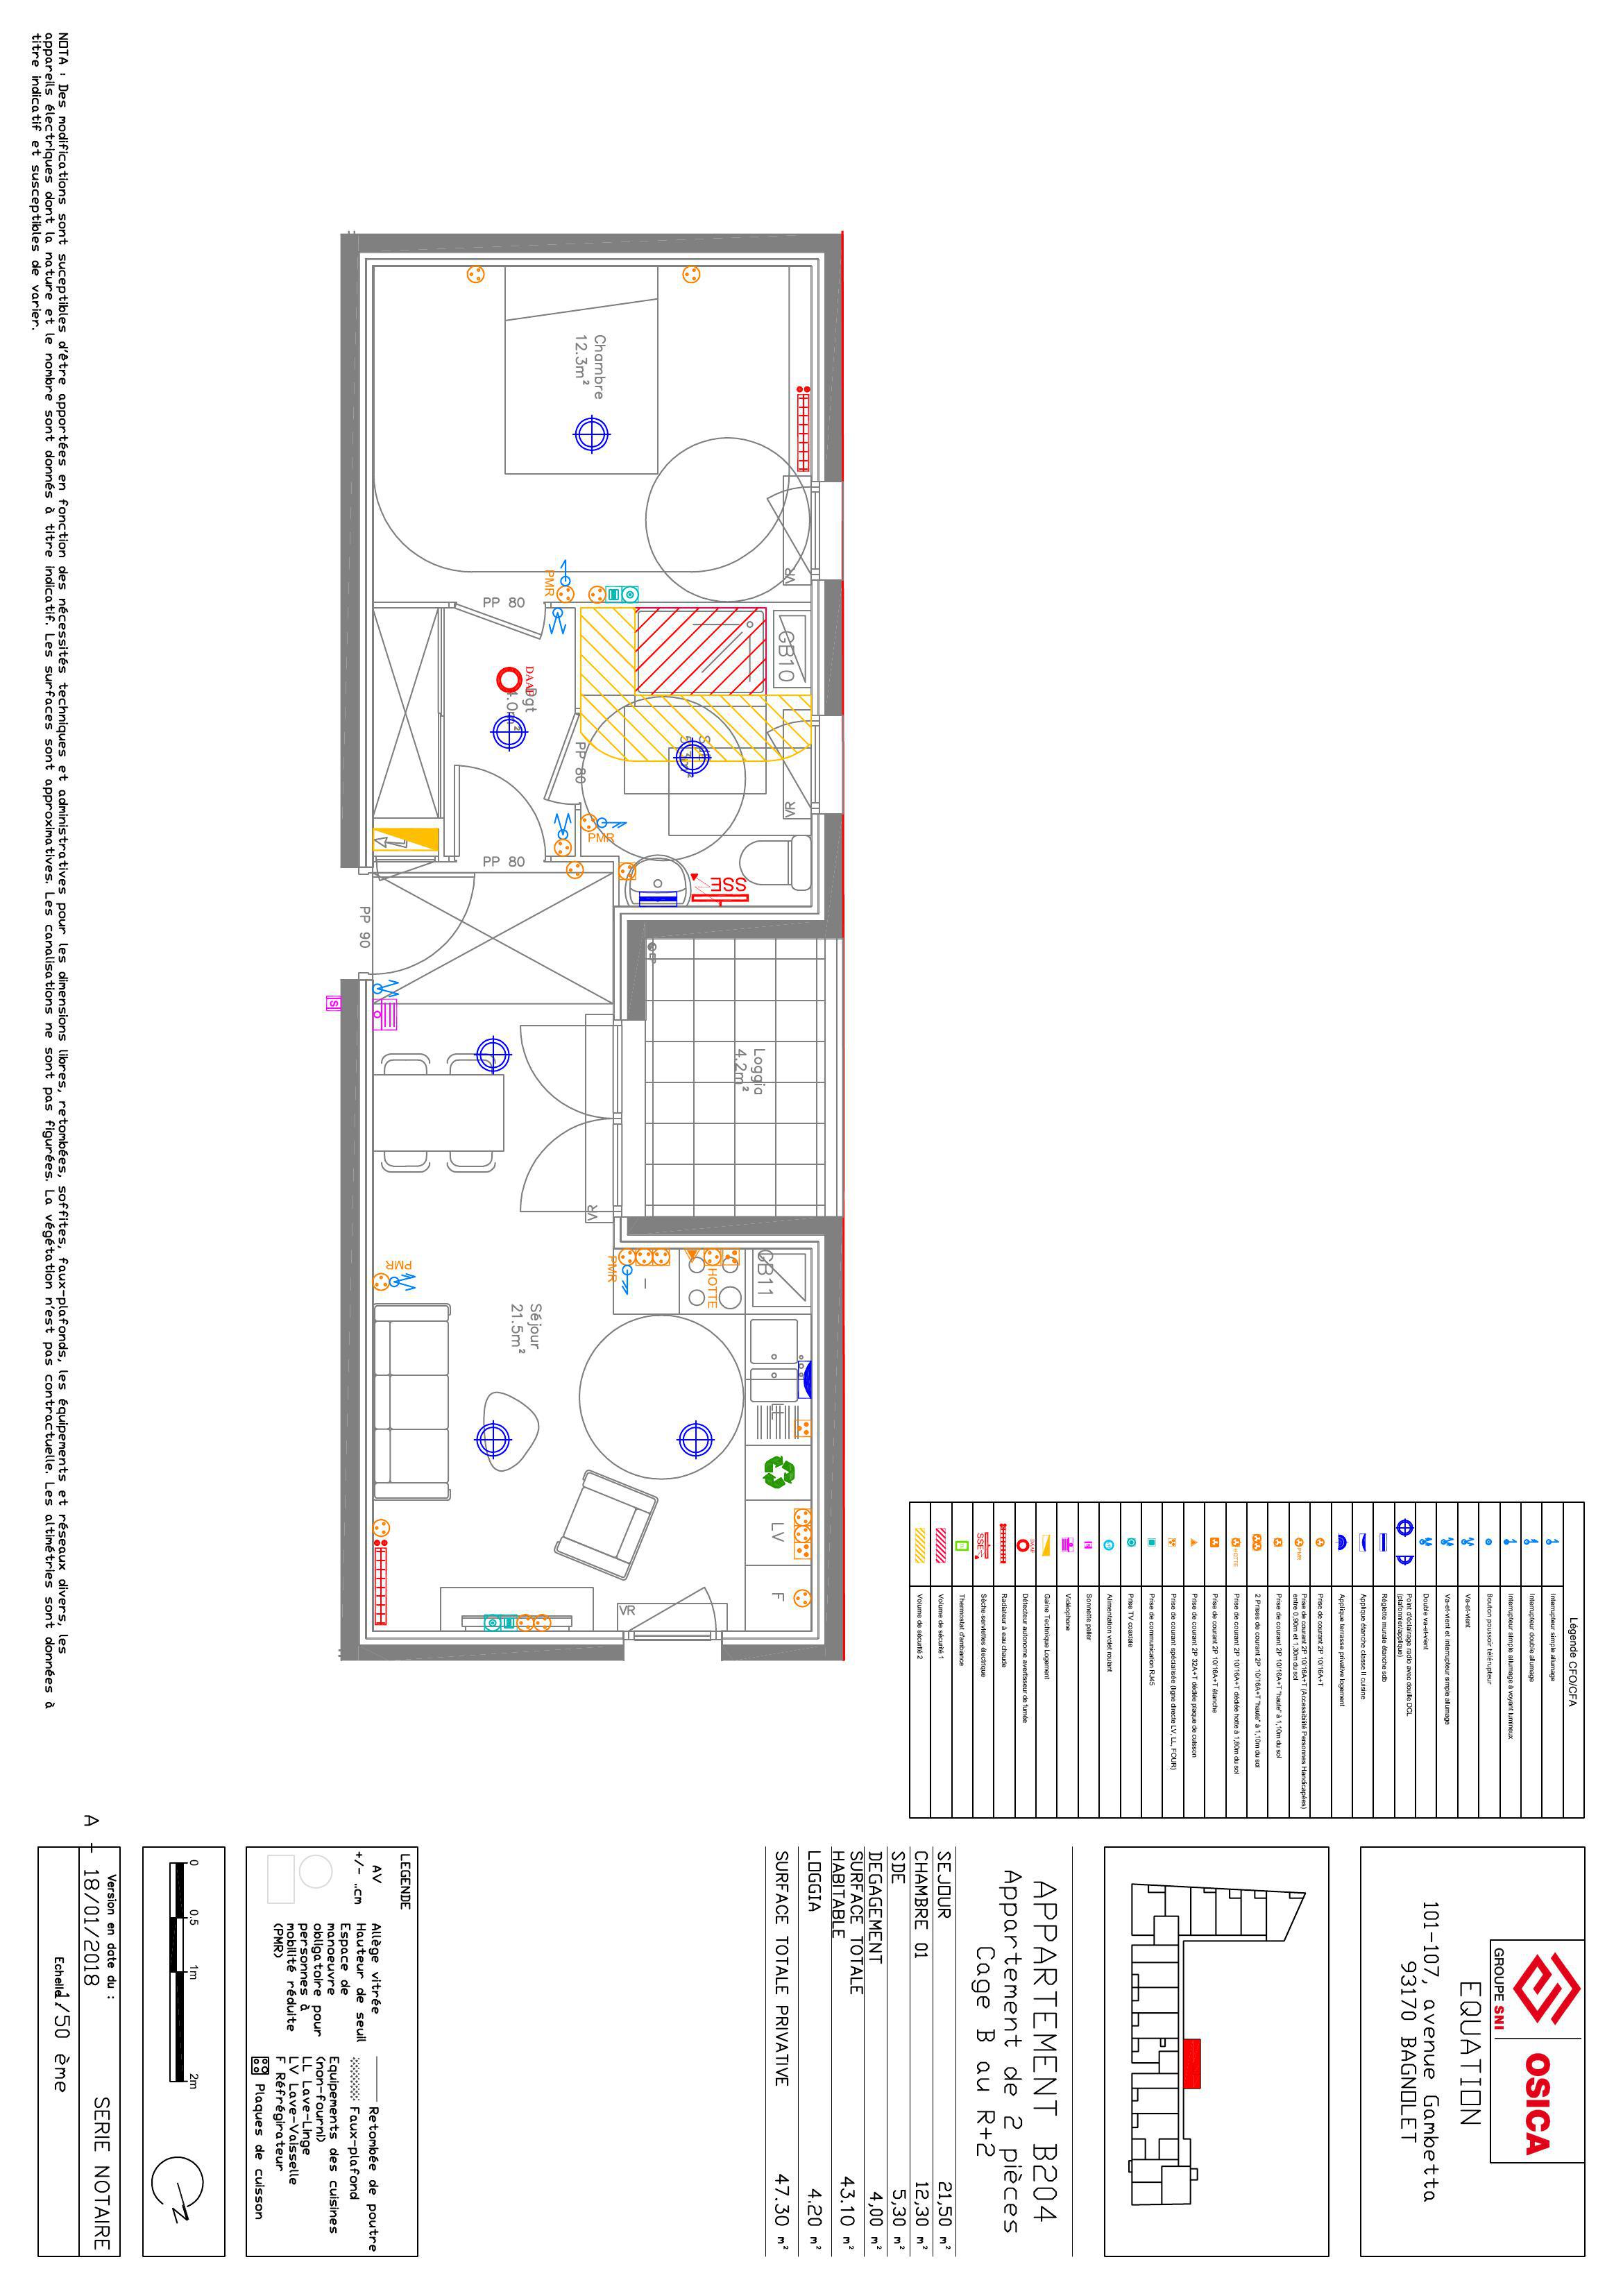 GROUPE SNI
OSICA
EQUATION
101-107, avenue Gambetta
93170 BAGNOLET
APPARTEMENT B204
Appartement de 2 pièces
Cage B au R+2
SEJOUR 21,50 m²
CHAMBRE 01 12,30 m²
SDE 5,30 m²
DEGAGEMENT 4,00 m²
SURFACE TOTALE
HABITABLE 43.10 m²
LOGGIA 4.20 m²
SURFACE TOTALE PRIVATIVE 47.30 m²
LEGENDE
AV Allège vitrée
+/- ..cm Hauteur de seuil
Espace de
manoeuvre
obligatoire pour
personnes à
mobilité réduite
(PMR)
Retombée de poutre
Faux-plafond
Equipements des cuisines
(non-fourni)
LL Lave-Linge
LV Lave-Vaisselle
F Réfrigérateur
Plaques de cuisson
0 0.5 1m 2m
N
A -
Version en date du :
18/01/2018
SERIE NOTAIRE
Echelle 1/50 ème
Légende CFO/CFA
Interrupteur simple allumage
Interrupteur double allumage
Interrupteur simple allumage à voyant lumineux
Bouton poussoir télérupteur
Va-et-vient
Va-et-vient et interrupteur simple allumage
Double va-et-vient
Point d'éclairage radio avec douille DCL
(plafonnier/applique)
Réglette murale étanche sdb
Applique étanche classe II cuisine
Applique terrasse privative logement
Prise de courant 2P 10/16A+T
PMR Prise de courant 2P 10/16A+T (Accessibilité Personnes Handicapées)
entre 0,90m et 1,30m du sol
Prise de courant 2P 10/16A+T "haute" à 1,10m du sol
2 Prises de courant 2P 10/16A+T "haute" à 1,10m du sol
HOTTE Prise de courant 2P 10/16A+T dédiée hotte à 1,80m du sol
Prise de courant 2P 10/16A+T étanche
Prise de courant 2P 32A+T dédiée plaque de cuisson
Prise de courant spécialisée (ligne directe LV, LL, FOUR)
Prise de communication RJ45
Prise TV coaxiale
Alimentation volet roulant
Sonnette palier
Vidéophone
Gaine Technique Logement
DAAF Détecteur autonome avertisseur de fumée
Radiateur à eau chaude
SSE Sèche-serviettes électrique
Thermostat d'ambiance
Volume de sécurité 1
Volume de sécurité 2
Chambre
12.3m²
VR
PMR
PP 80
GB10
DAAF
Dgt
PP 80
VR
PMR
PP 80
SSE
PP 90
S
EP
Loggia
4.2m²
VR
PMR
PMR
HOTTE
GB11
Séjour
21.5m²
LL
LV
F
VR
NOTA : Des modifications sont suceptibles d'être apportées en fonction des nécessités techniques et administratives pour les dimensions libres, retombées, soffites, faux-plafonds, les équipements et réseaux divers, les
appareils électriques dont la nature et le nombre sont donnés à titre indicatif. Les surfaces sont approximatives. Les canalisations ne sont pas figurées. La végétation n'est pas contractuelle. Les altimétries sont données à
titre indicatif et susceptibles de varier.